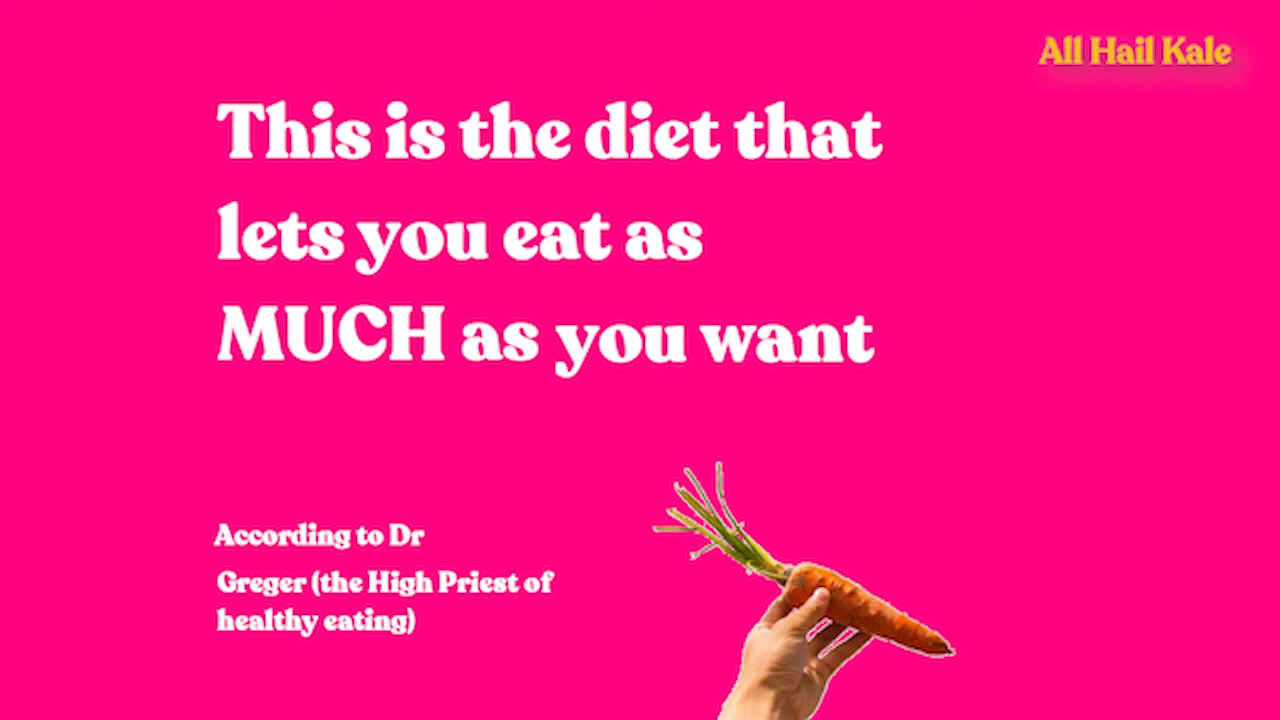 All Hail Kale
This is the diet that
lets you eat as
MUCH as you want
According to Dr
Greger (the High Priest of
healthy eating)